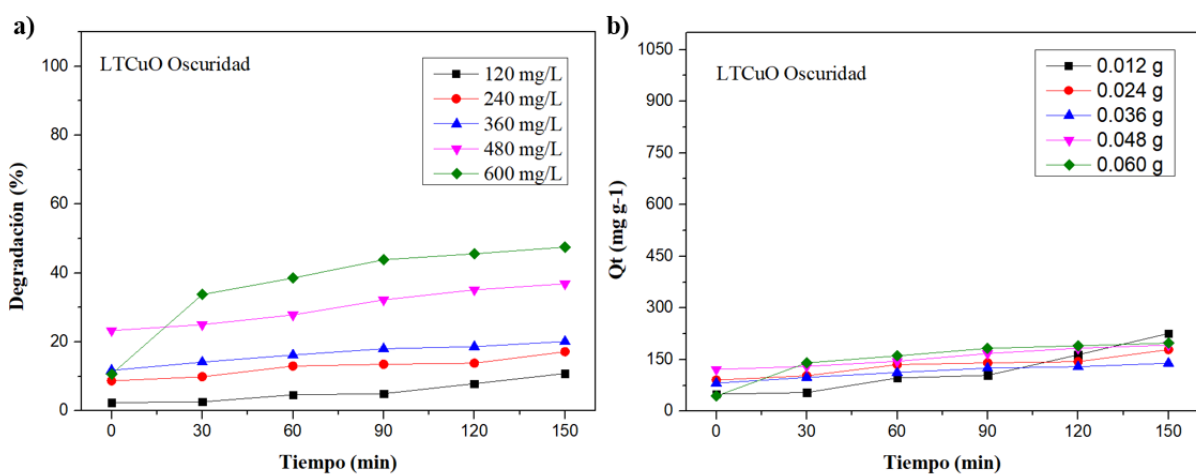 a)
LTCuO Oscuridad
120 mg/L
240 mg/L
360 mg/L
480 mg/L
600 mg/L
100
80
60
40
20
0
Degradación (%)
0 30 60 90 120 150
Tiempo (min)
b)
LTCuO Oscuridad
0.012 g
0.024 g
0.036 g
0.048 g
0.060 g
1050
900
750
600
450
300
150
0
Qt (mg g-1)
0 30 60 90 120 150
Tiempo (min)